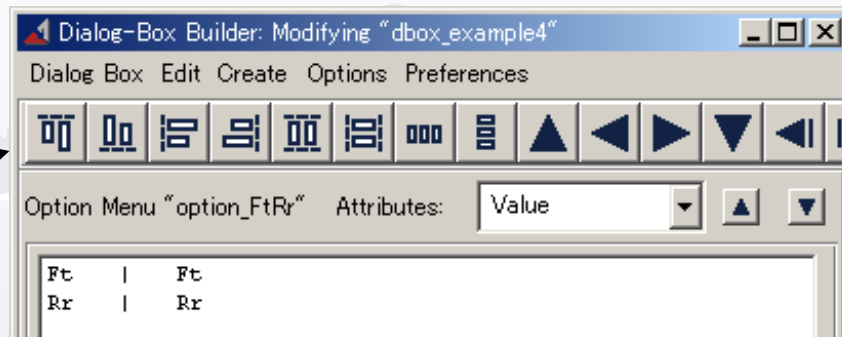 Dialog-Box Builder: Modifying "dbox_example4"
Dialog Box Edit Create Options Preferences
Option Menu "option_FtRr" Attributes: Value
Ft | Ft
Rr | Rr